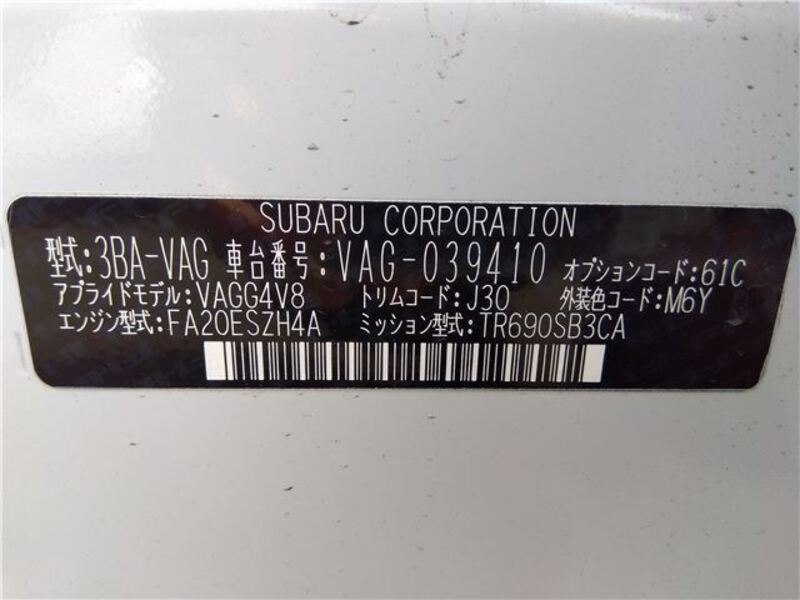 SUBARU CORPORATION
型式:3BA-VAG 車台番号:VAG-039410 オプションコード:61C
アプライドモデル:VAGG4V8 トリムコード:J30 外装色コード:M6Y
エンジン型式:FA20ESZH4A ミッション型式:TR690SB3CA